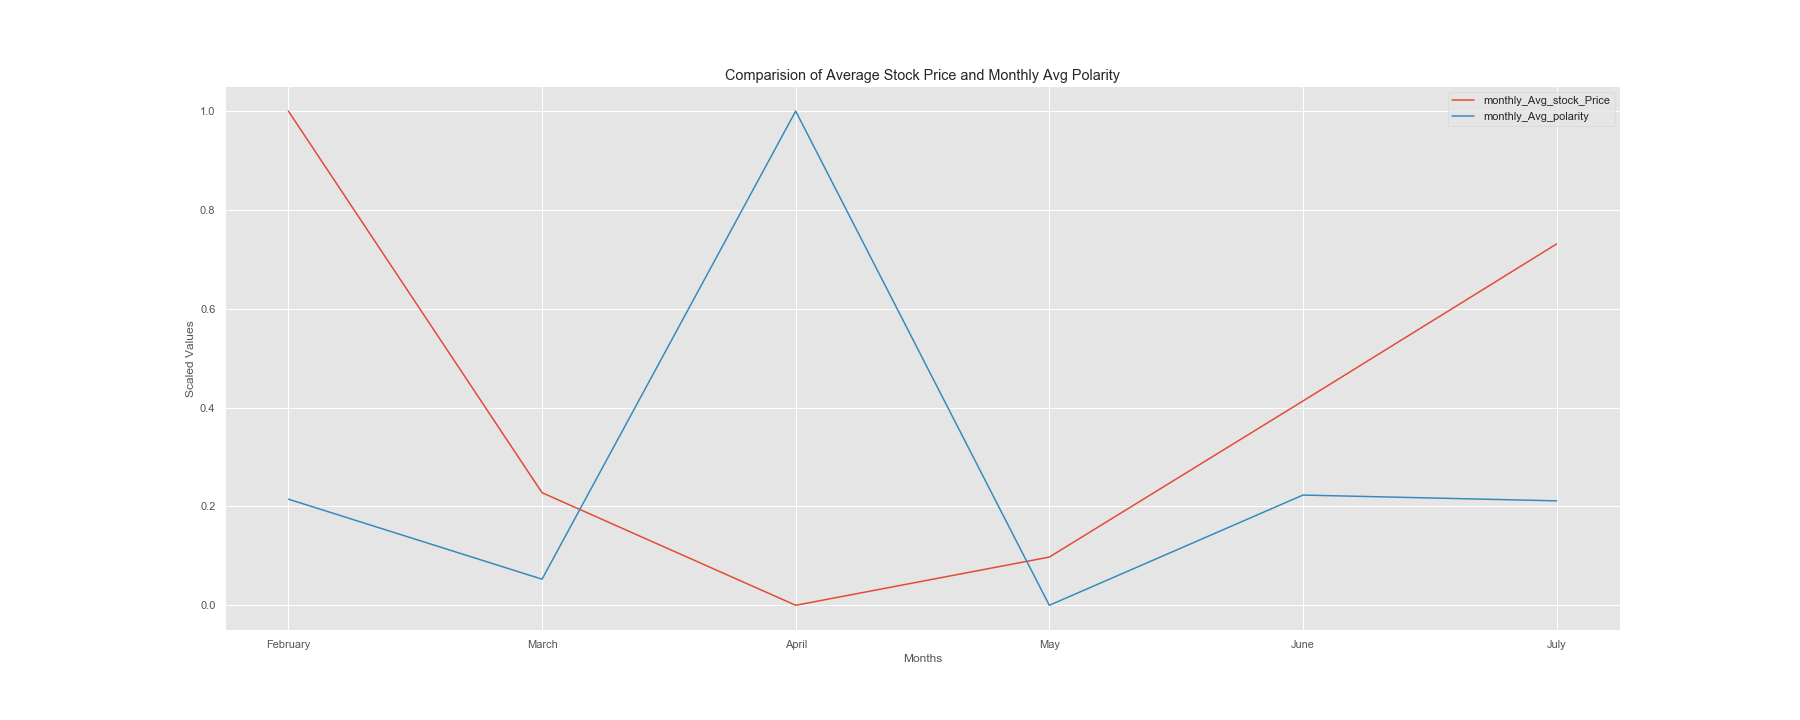 Comparision of Average Stock Price and Monthly Avg Polarity
monthly_Avg_stock_Price
monthly_Avg_polarity
1.0
0.8
0.6
0.4
0.2
0.0
Scaled Values
February March April May June July
Months